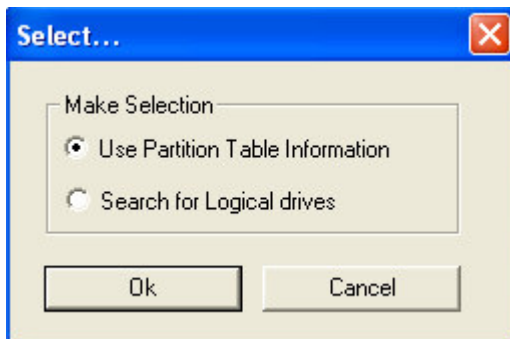 Select...
Make Selection
Use Partition Table Information
Search for Logical drives
Ok Cancel